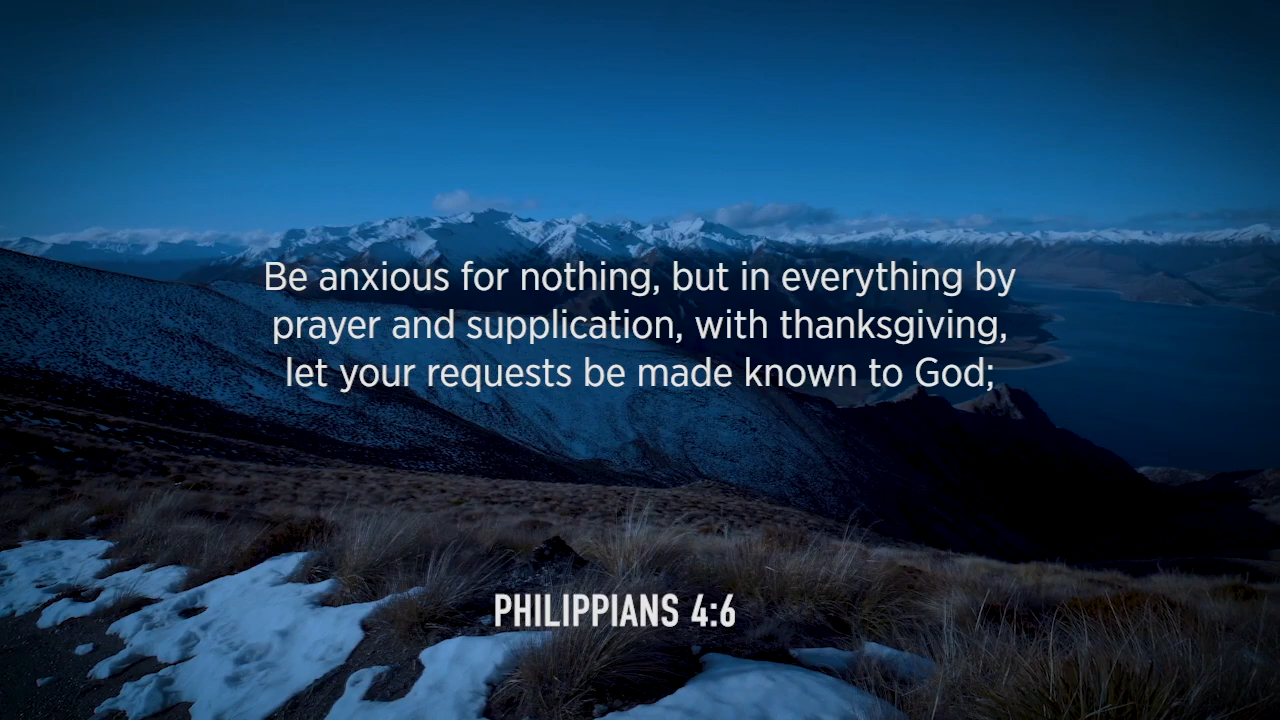 Be anxious for nothing, but in everything by
prayer and supplication, with thanksgiving,
let your requests be made known to God;
PHILIPPIANS 4:6